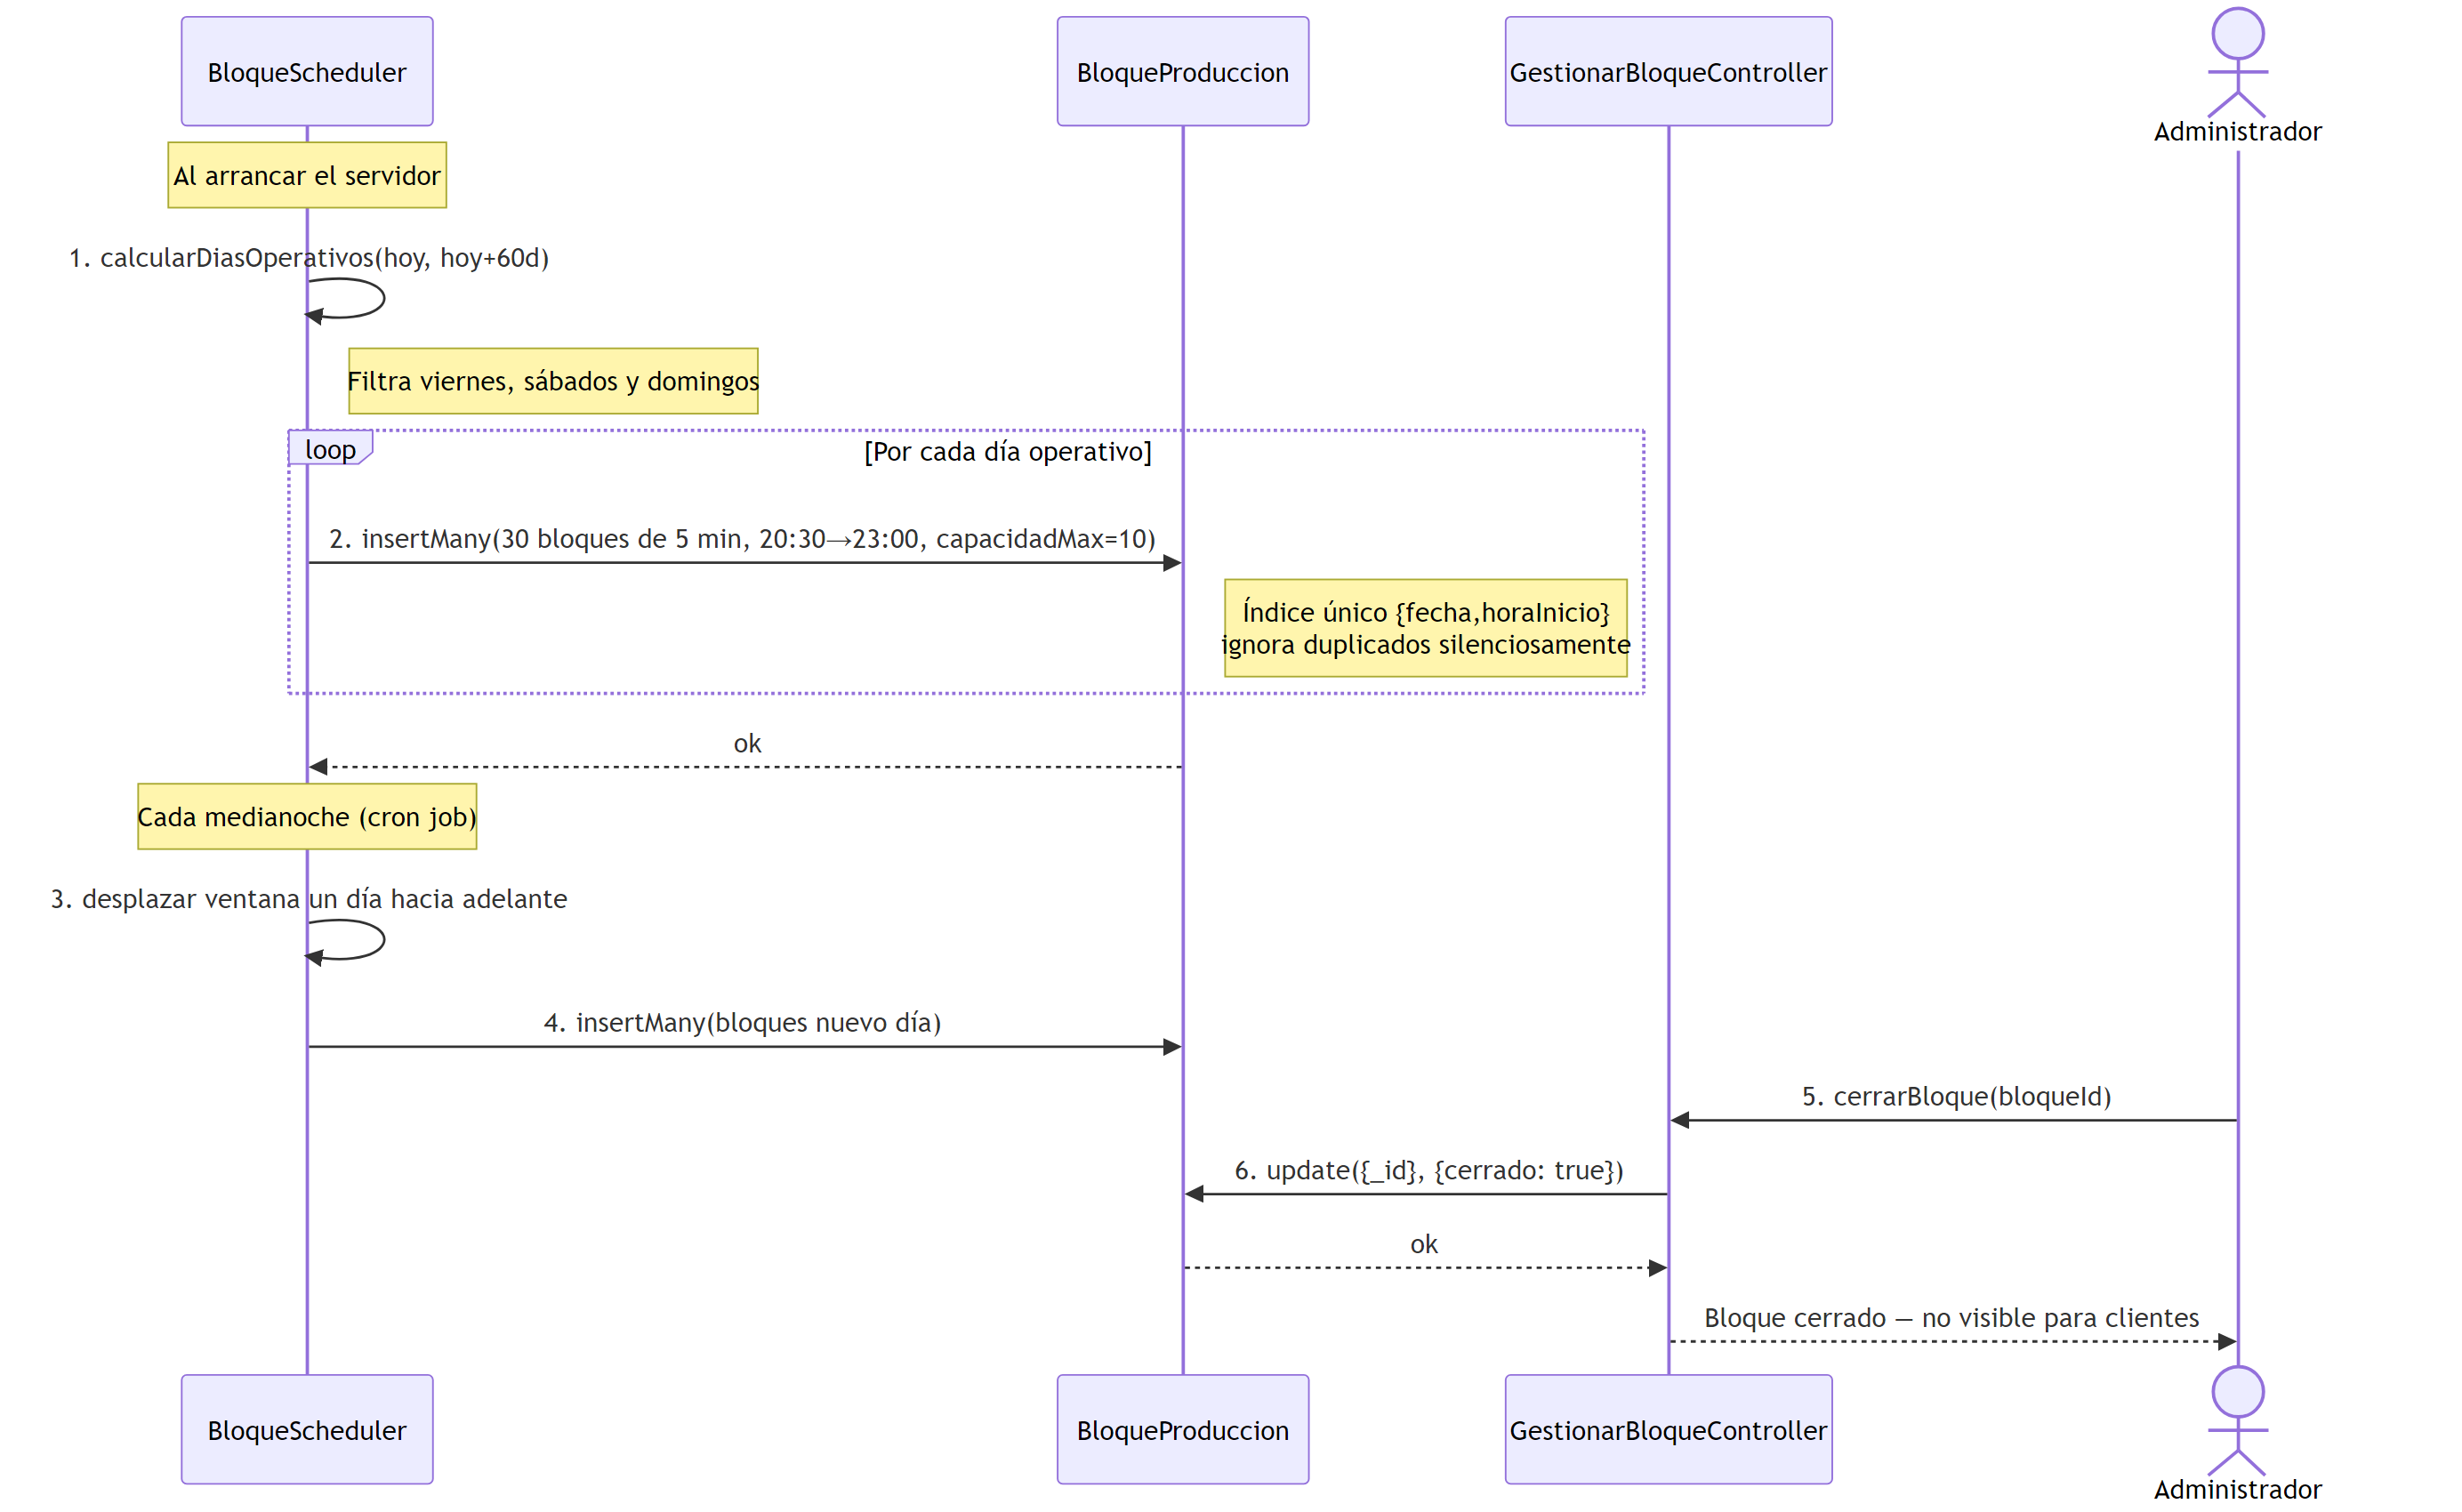 BloqueScheduler
BloqueProduccion
GestionarBloqueController
Administrador
Al arrancar el servidor
1. calcularDiasOperativos(hoy, hoy+60d)
Filtra viernes, sábados y domingos
loop
[Por cada día operativo]
2. insertMany(30 bloques de 5 min, 20:30→23:00, capacidadMax=10)
Índice único {fecha,horaInicio}
ignora duplicados silenciosamente
ok
Cada medianoche (cron job)
3. desplazar ventana un día hacia adelante
4. insertMany(bloques nuevo día)
5. cerrarBloque(bloqueId)
6. update({_id}, {cerrado: true})
ok
Bloque cerrado — no visible para clientes
BloqueScheduler
BloqueProduccion
GestionarBloqueController
Administrador